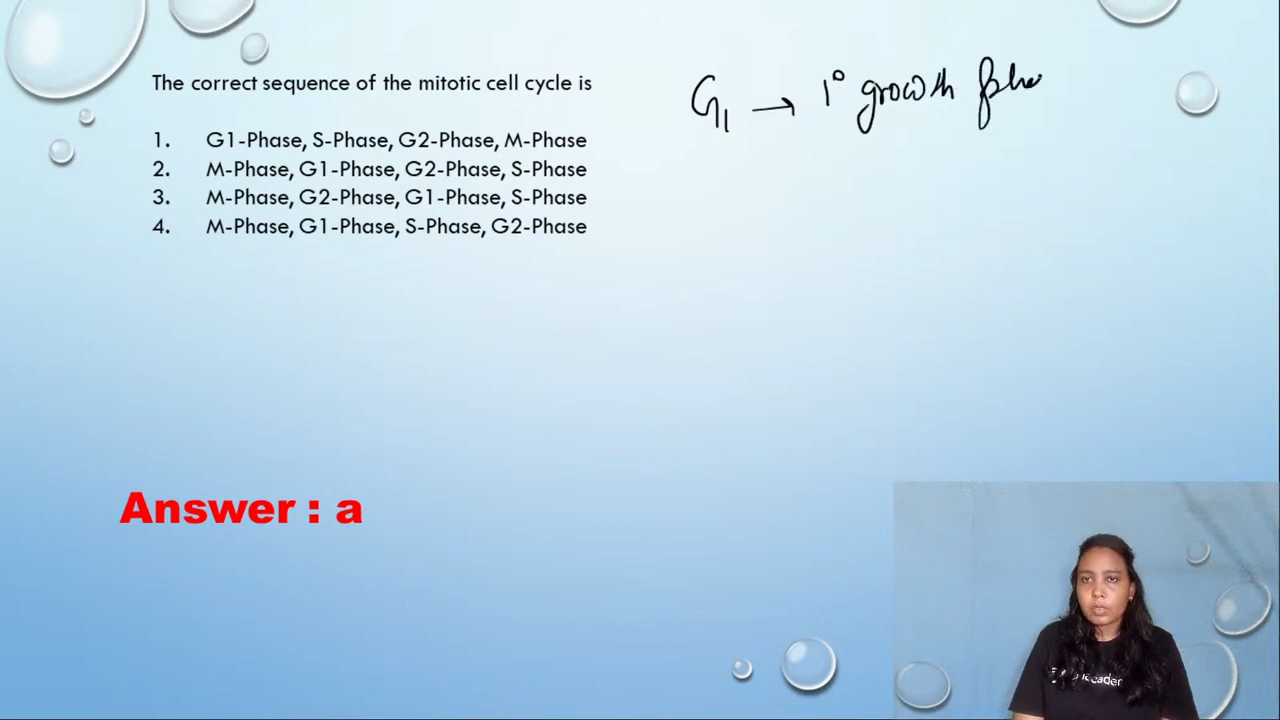 The correct sequence of the mitotic cell cycle is
G1 → 1° growth
1. G1-Phase, S-Phase, G2-Phase, M-Phase
2. M-Phase, G1-Phase, G2-Phase, S-Phase
3. M-Phase, G2-Phase, G1-Phase, S-Phase
4. M-Phase, G1-Phase, S-Phase, G2-Phase
Answer : a